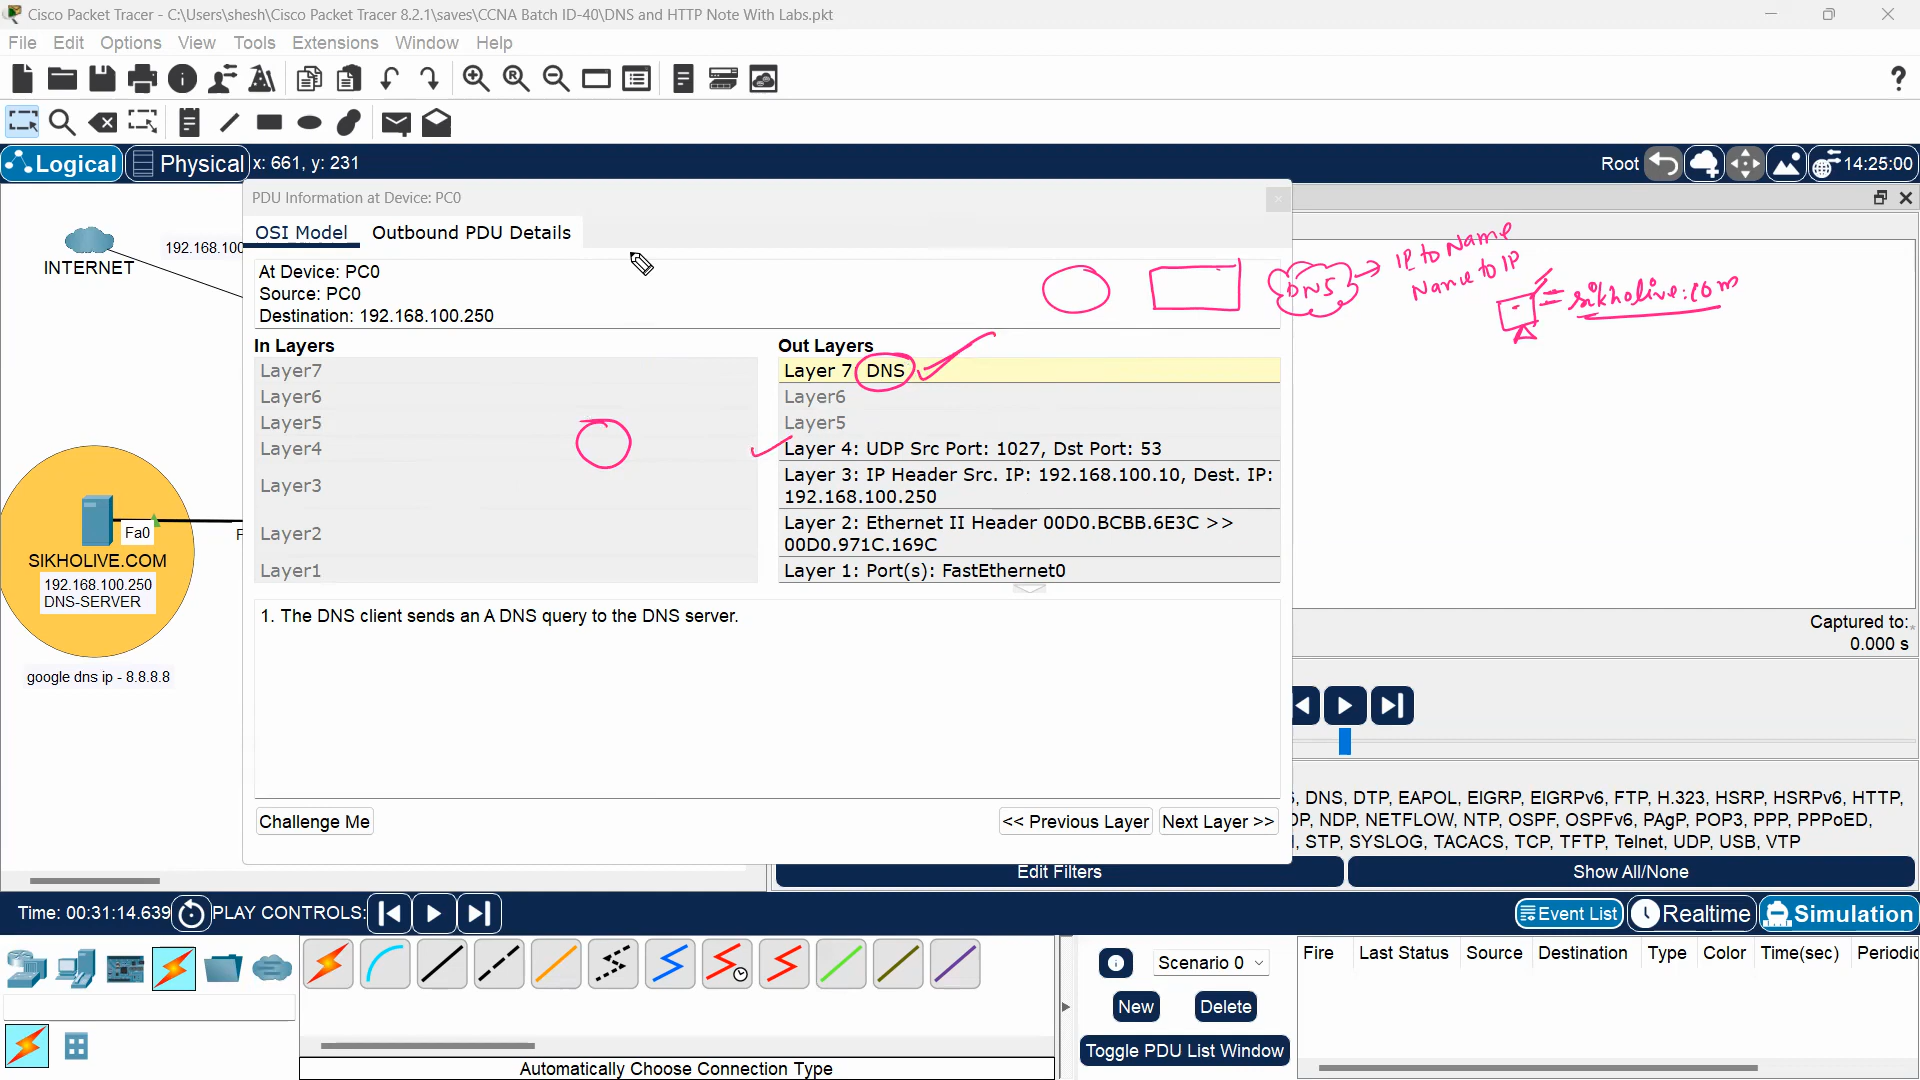 Cisco Packet Tracer - C:\Users\shesh\Cisco Packet Tracer 8.2.1\saves\CCNA Batch ID-40\DNS and HTTP Note With Labs.pkt
File Edit Options View Tools Extensions Window Help
Logical Physical x: 661, y: 231
Root 14:25:00
PDU Information at Device: PC0
OSI Model Outbound PDU Details
At Device: PC0
Source: PC0
Destination: 192.168.100.250
In Layers
Layer7
Layer6
Layer5
Layer4
Layer3
Layer2
Layer1
Out Layers
Layer 7 DNS
Layer6
Layer5
Layer 4: UDP Src Port: 1027, Dst Port: 53
Layer 3: IP Header Src. IP: 192.168.100.10, Dest. IP:
192.168.100.250
Layer 2: Ethernet II Header 00D0.BCBB.6E3C >>
00D0.971C.169C
Layer 1: Port(s): FastEthernet0
1. The DNS client sends an A DNS query to the DNS server.
Challenge Me
<< Previous Layer Next Layer >>
DNS
IP to Name
Name to IP
sikholive.com
INTERNET
192.168.100
Fa0
F
SIKHOLIVE.COM
192.168.100.250
DNS-SERVER
google dns ip - 8.8.8.8
Captured to:
0.000 s
, DNS, DTP, EAPOL, EIGRP, EIGRPv6, FTP, H.323, HSRP, HSRPv6, HTTP,
DP, NDP, NETFLOW, NTP, OSPF, OSPFv6, PAgP, POP3, PPP, PPPoED,
, STP, SYSLOG, TACACS, TCP, TFTP, Telnet, UDP, USB, VTP
Edit Filters Show All/None
Time: 00:31:14.639 PLAY CONTROLS:
Event List Realtime Simulation
Scenario 0
New Delete
Toggle PDU List Window
Fire Last Status Source Destination Type Color Time(sec) Periodic
Automatically Choose Connection Type